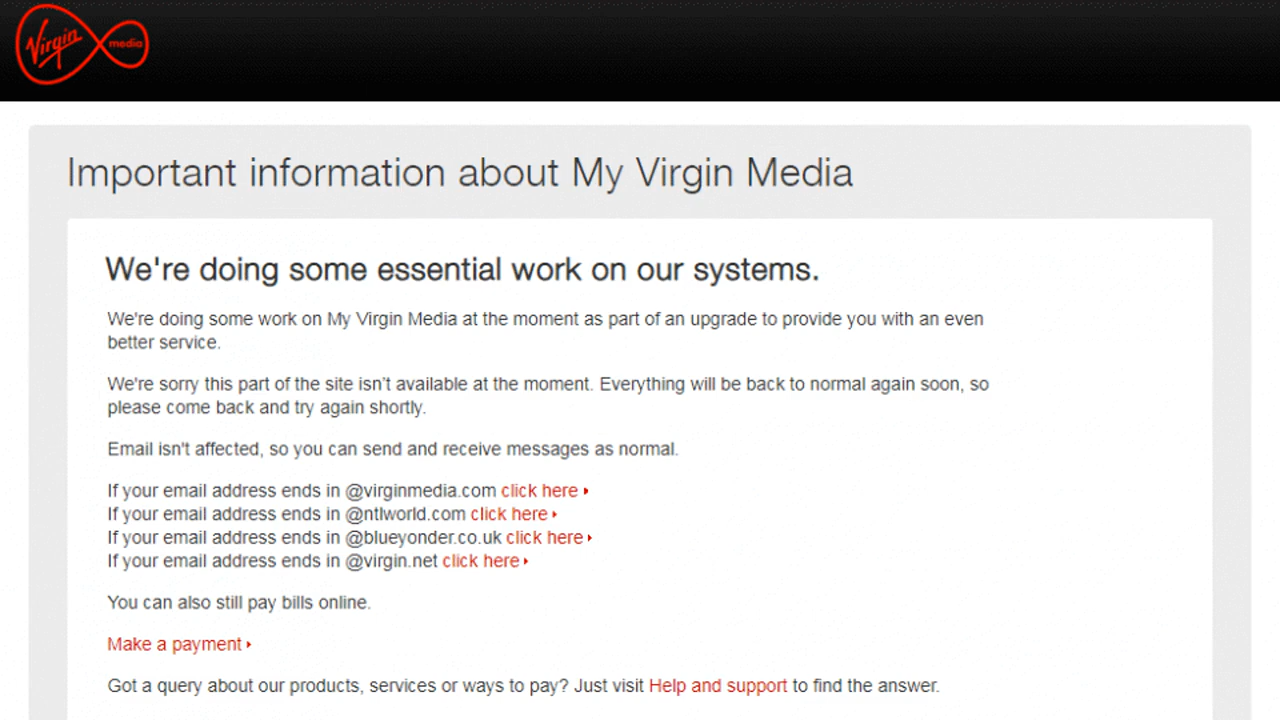 Virgin media
Important information about My Virgin Media
We're doing some essential work on our systems.
We're doing some work on My Virgin Media at the moment as part of an upgrade to provide you with an even
better service.
We're sorry this part of the site isn't available at the moment. Everything will be back to normal again soon, so
please come back and try again shortly.
Email isn't affected, so you can send and receive messages as normal.
If your email address ends in @virginmedia.com click here
If your email address ends in @ntlworld.com click here
If your email address ends in @blueyonder.co.uk click here
If your email address ends in @virgin.net click here
You can also still pay bills online.
Make a payment
Got a query about our products, services or ways to pay? Just visit Help and support to find the answer.